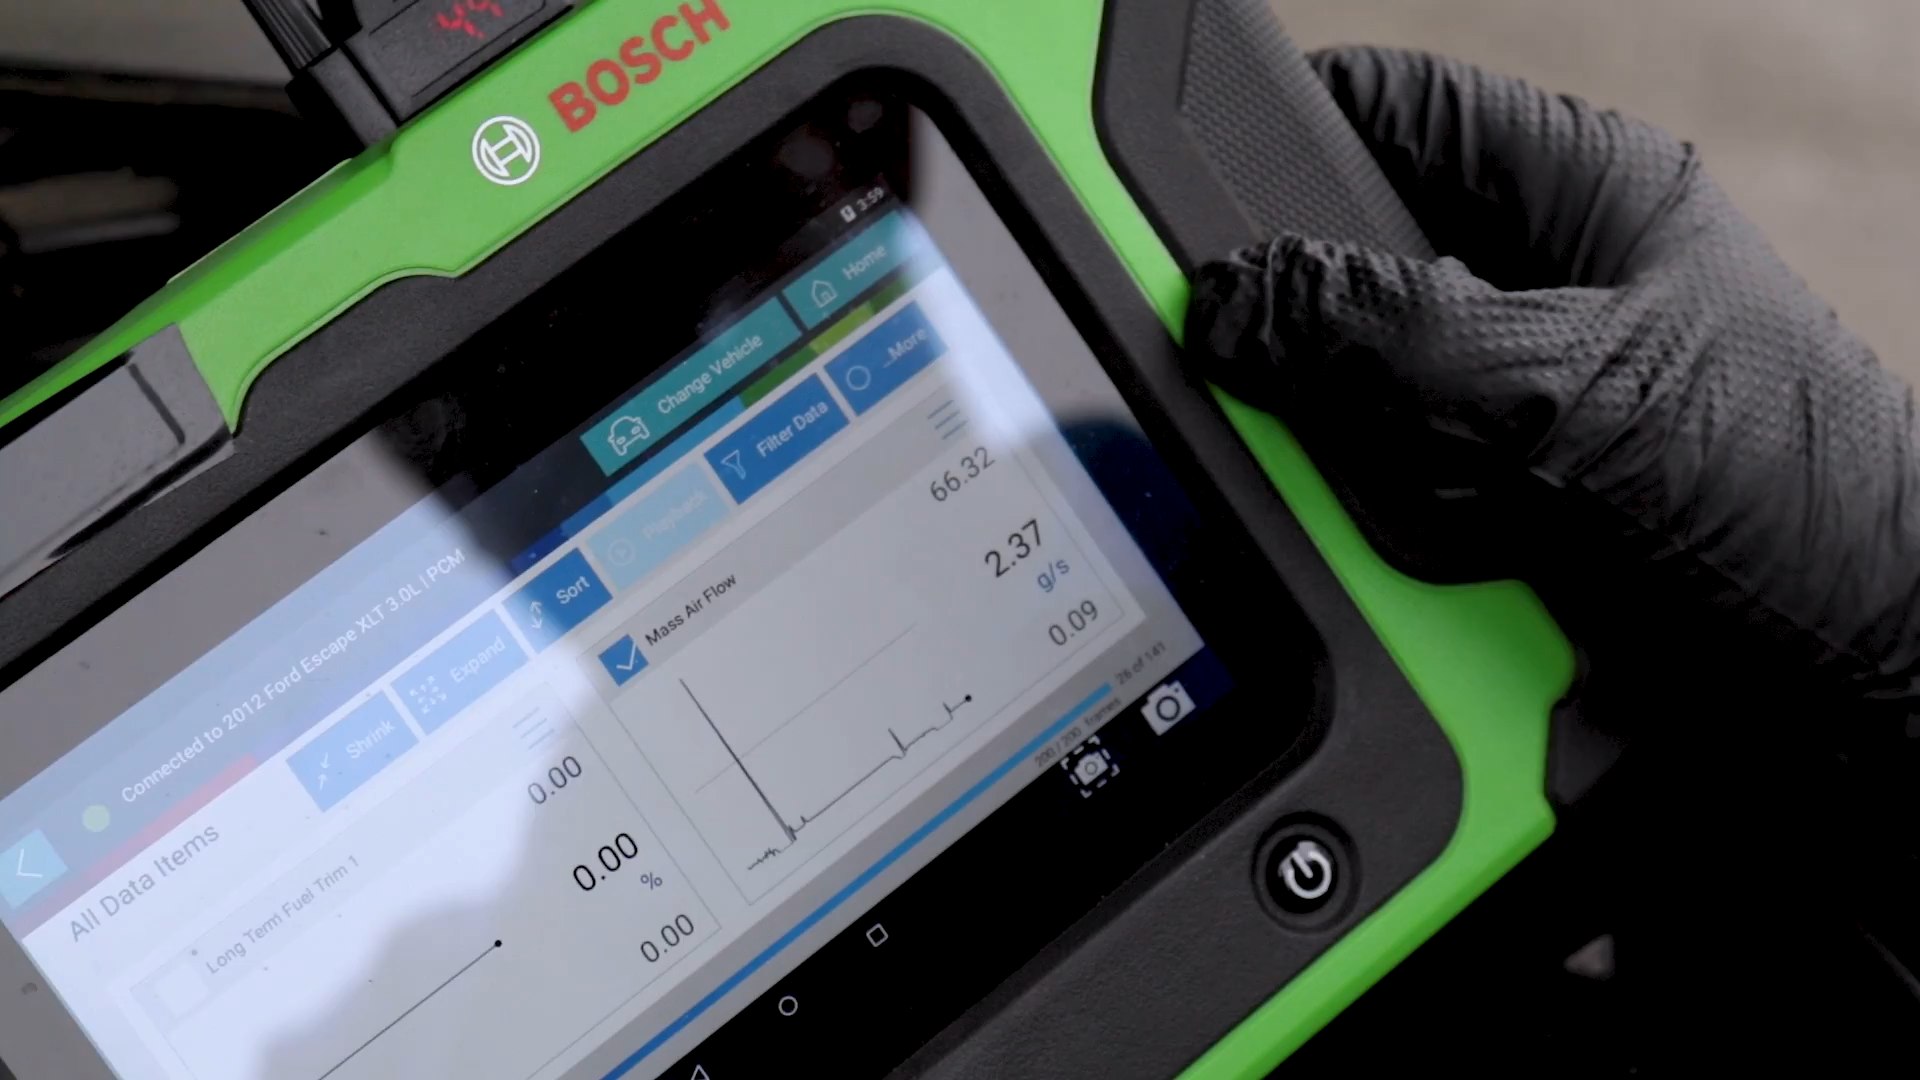 BOSCH
3:59
Home
Change Vehicle
Connected to 2012 Ford Escape XLT 3.0L | PCM
...More
Filter Data
Playback
Sort
Expand
Shrink
All Data Items
Long Term Fuel Trim 1
0.00
0.00
%
0.00
Mass Air Flow
66.32
2.37
g/s
0.09
26 of 141
200 / 200 frames